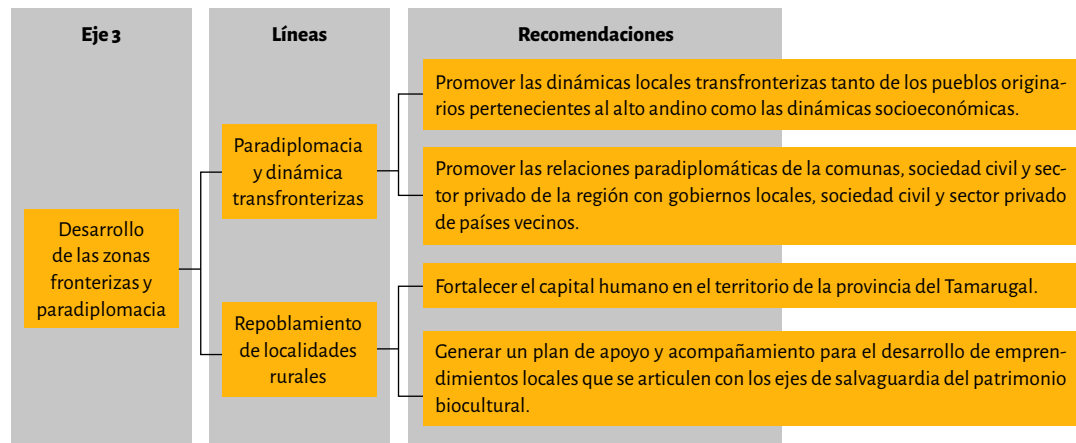 Eje 3
Líneas
Recomendaciones
Desarrollo
de las zonas
fronterizas y
paradiplomacia
Paradiplomacia
y dinámica
transfronterizas
Promover las dinámicas locales transfronterizas tanto de los pueblos origina-
rios pertenecientes al alto andino como las dinámicas socioeconómicas.
Promover las relaciones paradiplomáticas de la comunas, sociedad civil y sec-
tor privado de la región con gobiernos locales, sociedad civil y sector privado
de países vecinos.
Repoblamiento
de localidades
rurales
Fortalecer el capital humano en el territorio de la provincia del Tamarugal.
Generar un plan de apoyo y acompañamiento para el desarrollo de empren-
dimientos locales que se articulen con los ejes de salvaguardia del patrimonio
biocultural.